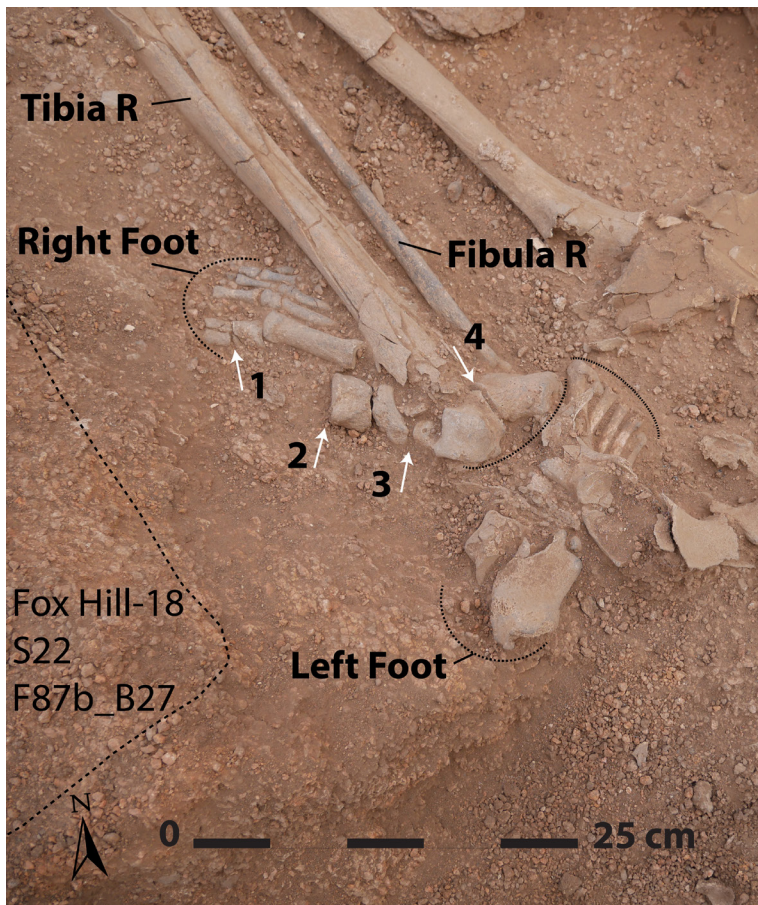 Tibia R
Right Foot
Fibula R
4
1
2
3
Fox Hill-18
S22
F87b_B27
Left Foot
N
0
25 cm